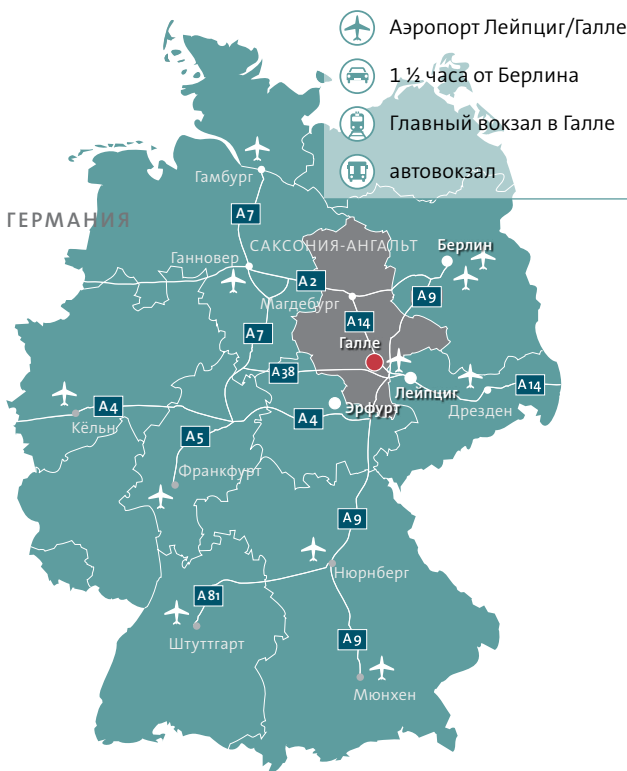 Аэропорт Лейпциг/Галле
1 ½ часа от Берлина
Главный вокзал в Галле
автовокзал
Гамбург
A7
ГЕРМАНИЯ
САКСОНИЯ-АНГАЛЬТ
Берлин
Ганновер
A2
A9
Магдебург
A14
A7
Галле
A38
Лейпциг
A14
A4
Эрфурт
Дрезден
Кёльн
A4
A5
Франкфурт
A9
Нюрнберг
A81
Штуттгарт
A9
Мюнхен